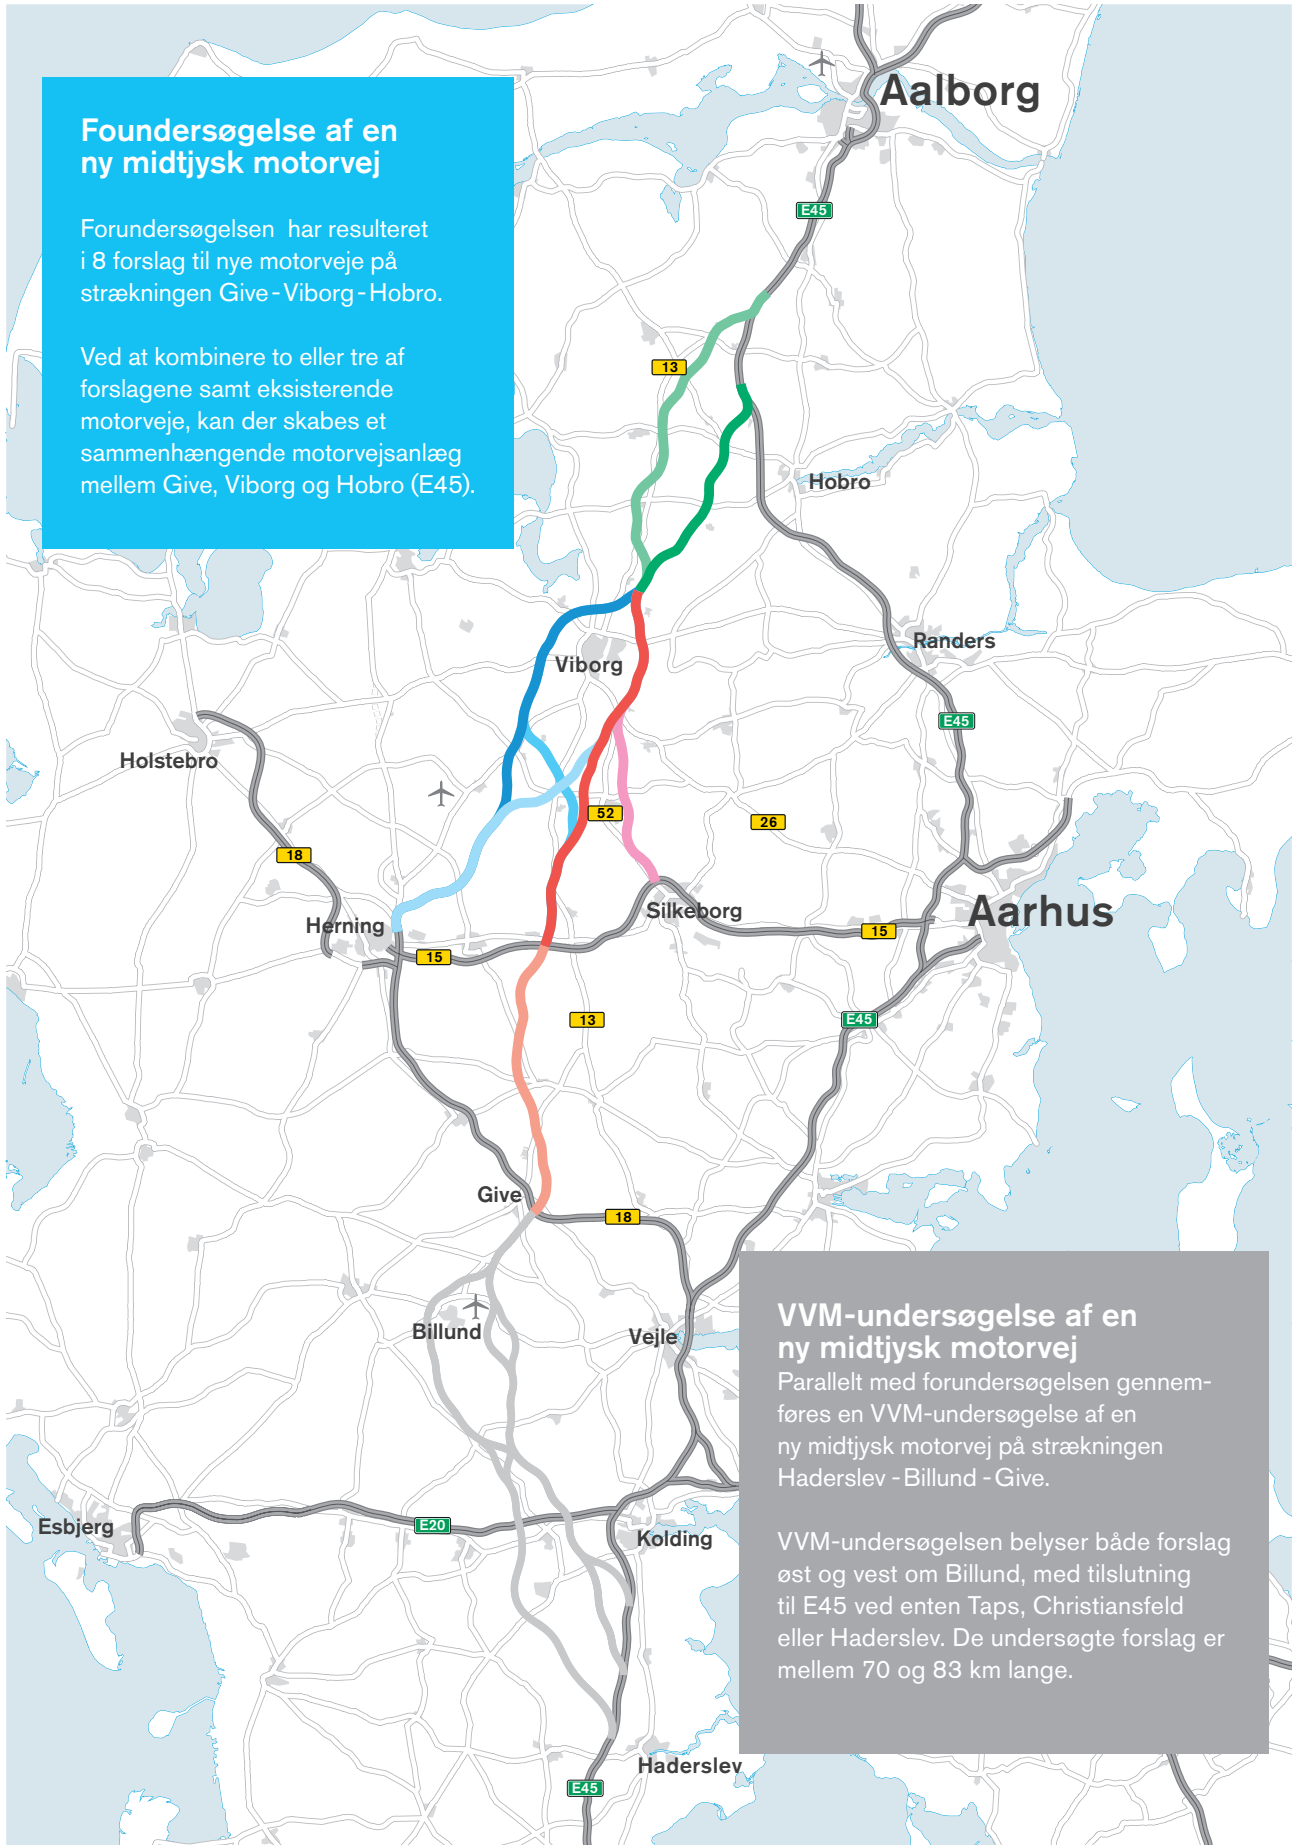 Aalborg
Foundersøgelse af en
ny midtjysk motorvej
E45
Forundersøgelsen har resulteret
i 8 forslag til nye motorveje på
strækningen Give-Viborg-Hobro.
Ved at kombinere to eller tre af
forslagene samt eksisterende
motorveje, kan der skabes et
sammenhængende motorvejsanlæg
mellem Give, Viborg og Hobro (E45).
13
Hobro
Randers
Viborg
E45
Holstebro
52
26
18
Silkeborg
Aarhus
Herning
15
15
13
E45
Give
18
Billund
Vejle
VVM-undersøgelse af en
ny midtjysk motorvej
Parallelt med forundersøgelsen gennem-
føres en VVM-undersøgelse af en
ny midtjysk motorvej på strækningen
Haderslev - Billund - Give.
VVM-undersøgelsen belyser både forslag
øst og vest om Billund, med tilslutning
til E45 ved enten Taps, Christiansfeld
eller Haderslev. De undersøgte forslag er
mellem 70 og 83 km lange.
Esbjerg
E20
Kolding
Haderslev
E45